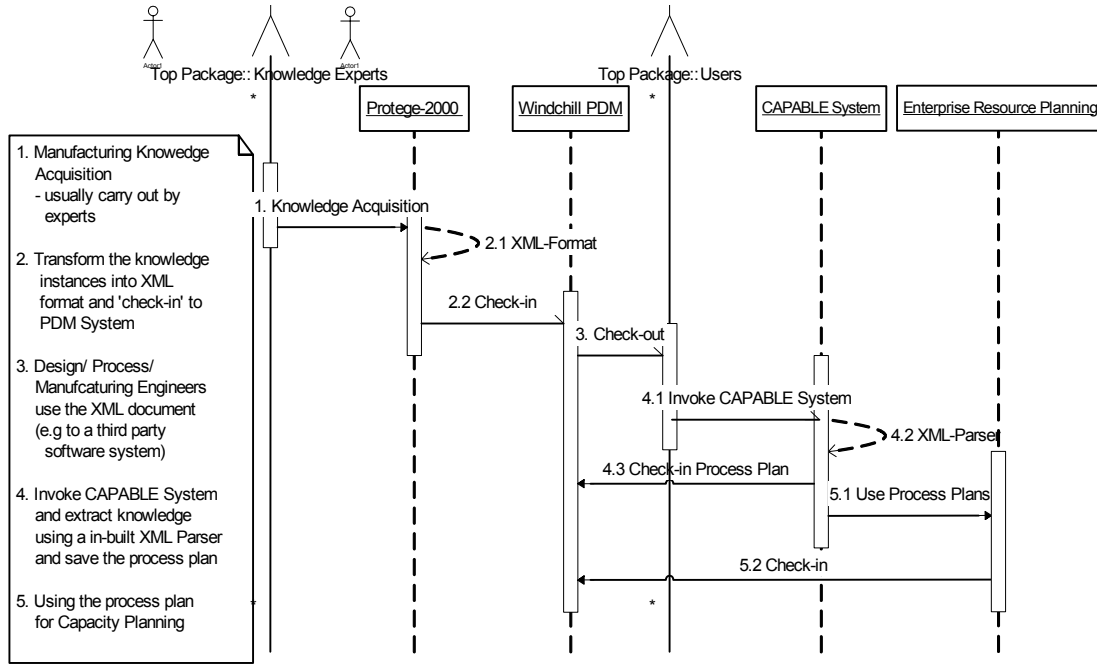 Actor1
Actor1
Top Package:: Knowledge Experts
Top Package::Users
*
*
Protege-2000
Windchill PDM
CAPABLE System
Enterprise Resource Planning
1. Manufacturing Knowedge
Acquisition
- usually carry out by
experts
2. Transform the knowledge
instances into XML
format and 'check-in' to
PDM System
3. Design/ Process/
Manufcaturing Engineers
use the XML document
(e.g to a third party
software system)
4. Invoke CAPABLE System
and extract knowledge
using a in-built XML Parser
and save the process plan
5. Using the process plan
for Capacity Planning
1. Knowledge Acquisition
2.1 XML-Format
2.2 Check-in
3. Check-out
4.1 Invoke CAPABLE System
4.2 XML-Parser
4.3 Check-in Process Plan
5.1 Use Process Plans
5.2 Check-in
*
*